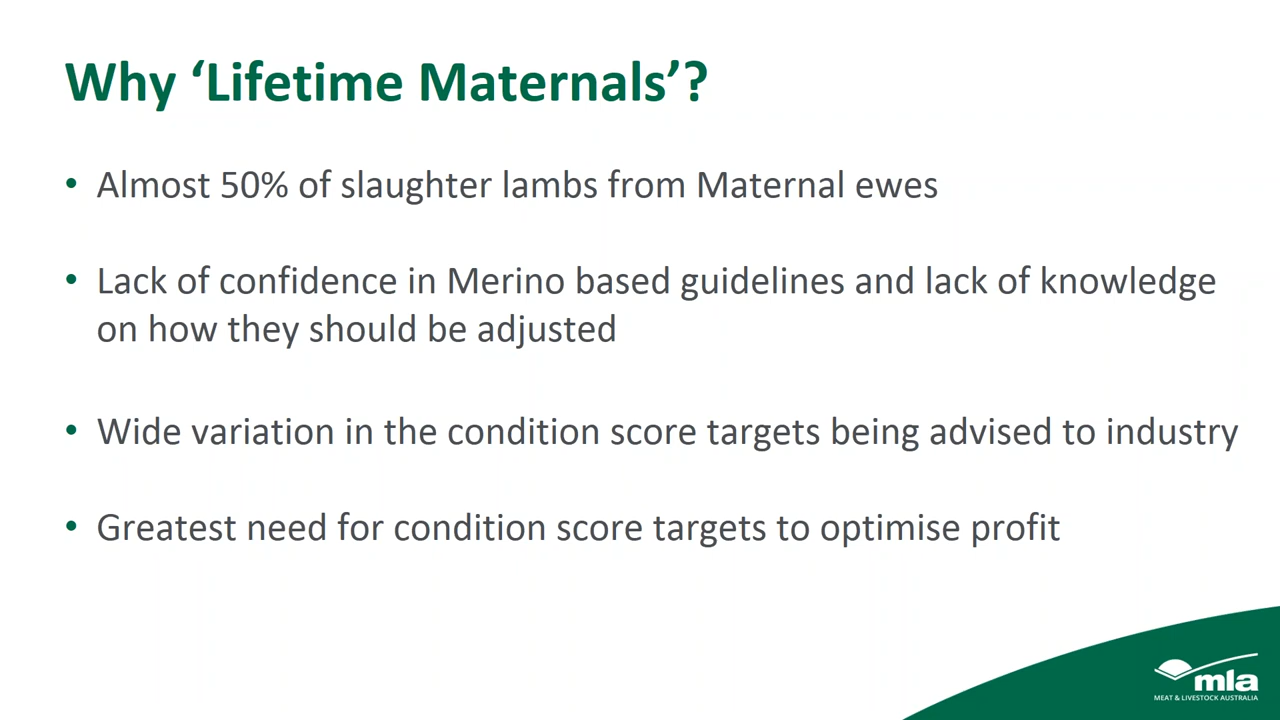 Why ‘Lifetime Maternals’?
• Almost 50% of slaughter lambs from Maternal ewes
• Lack of confidence in Merino based guidelines and lack of knowledge
on how they should be adjusted
• Wide variation in the condition score targets being advised to industry
• Greatest need for condition score targets to optimise profit
mla
MEAT & LIVESTOCK AUSTRALIA